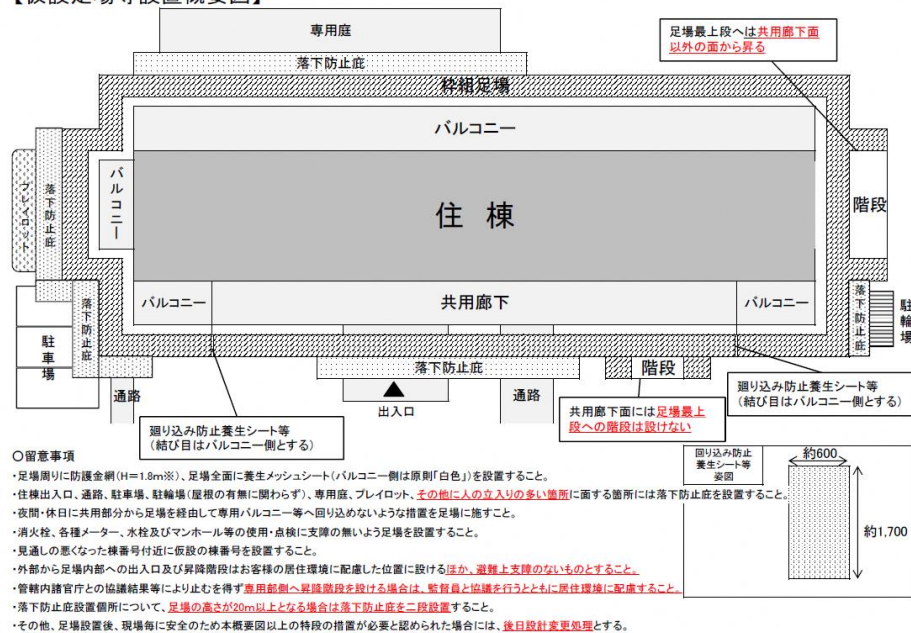 【仮設足場等設置概要図】
専用庭
足場最上段へは共用廊下面
以外の面から昇る
落下防止庇
枠組足場
バルコニー
バルコニー
プレイロット
落下防止庇
住 棟
階段
バルコニー
共用廊下
バルコニー
落下防止庇
落下防止庇
駐輪場
駐車場
落下防止庇
階段
通路
出入口
通路
廻り込み防止養生シート等
(結び目はバルコニー側とする)
共用廊下面には足場最上
段への階段は設けない
廻り込み防止養生シート等
(結び目はバルコニー側とする)
○留意事項
・足場周りに防護金網(H=1.8m※)、足場全面に養生メッシュシート(バルコニー側は原則「白色」)を設置すること。
・住棟出入口、通路、駐車場、駐輪場(屋根の有無に関わらず)、専用庭、プレイロット、その他に人の立入りの多い箇所に面する箇所には落下防止庇を設置すること。
・夜間・休日に共用部分から足場を経由して専用バルコニー等へ回り込めないような措置を足場に施すこと。
・消火栓、各種メーター、水栓及びマンホール等の使用・点検に支障の無いよう足場を設置すること。
・見通しの悪くなった棟番号付近に仮設の棟番号を設置すること。
・外部から足場内部への出入口及び昇降階段はお客様の居住環境に配慮した位置に設けるほか、避難上支障のないものとすること。
・管轄内諸官庁との協議結果等により止むを得ず専用部側へ昇降階段を設ける場合は、監督員と協議を行うとともに居住環境に配慮すること。
・落下防止庇設置個所について、足場の高さが20m以上となる場合は落下防止庇を二段設置すること。
・その他、足場設置後、現場毎に安全のため本概要図以上の特段の措置が必要と認められた場合には、後日設計変更処理とする。
回り込み防止
養生シート等
姿図
約600
約1,700